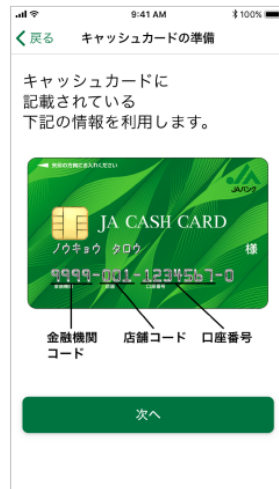 9:41 AM
100%
戻る
キャッシュカードの準備
キャッシュカードに
記載されている
下記の情報を利用します。
JA
JAバンク
JA CASH CARD
ノウキョウ タロウ
様
9999-001-1234567-0
金融機関
コード
店舗コード
口座番号
次へ